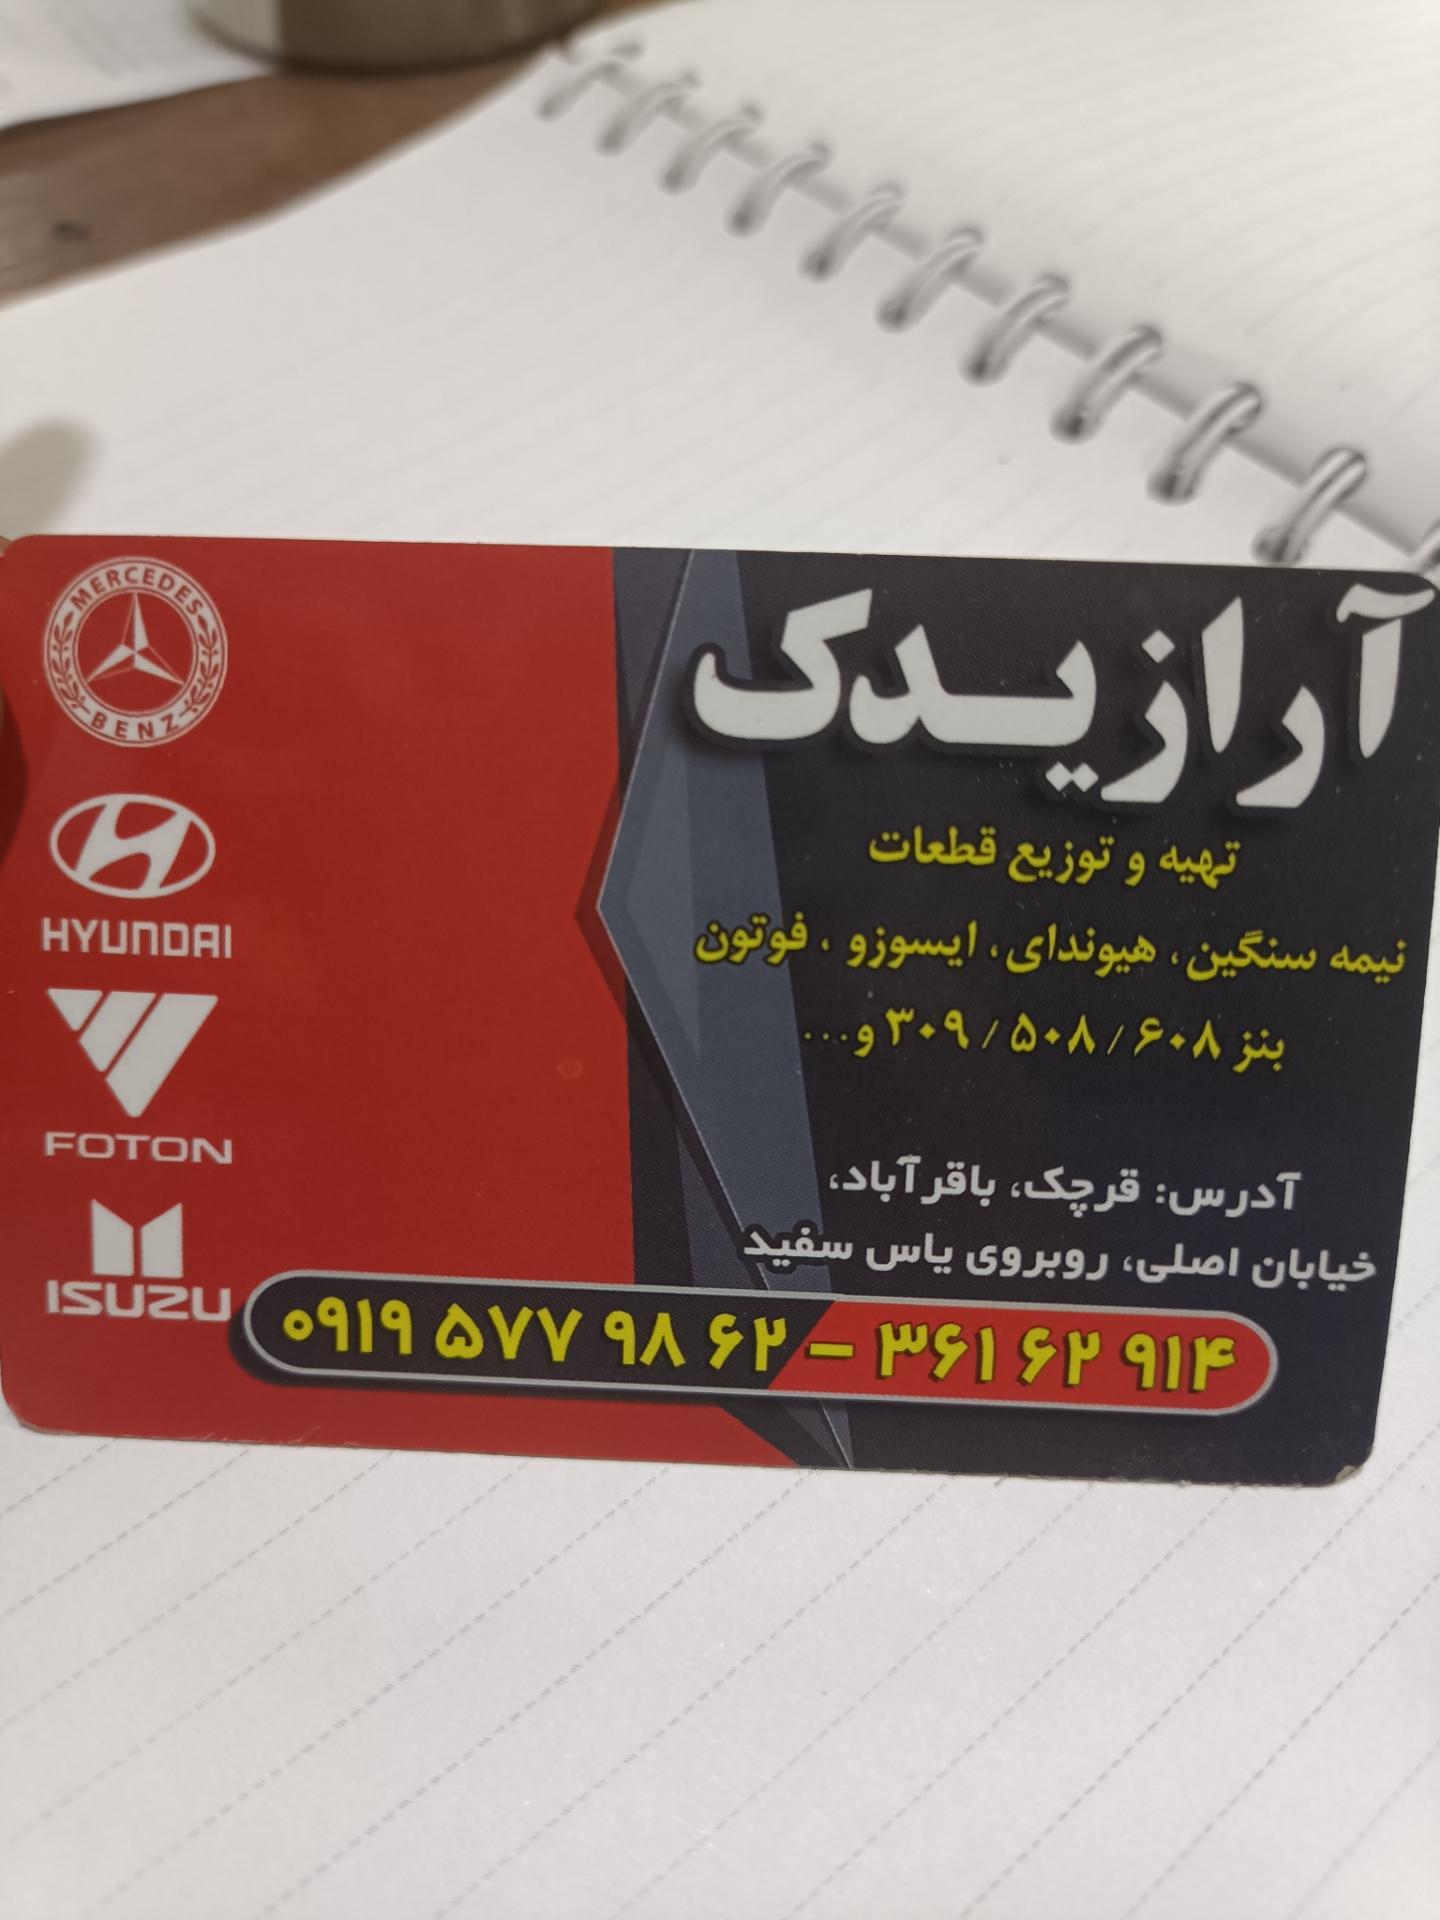 آرازیدک
تهیه و توزیع قطعات
نیمه سنگین، هیوندای، ایسوزو ، فوتون
بنز ۶۰۸ / ۵۰۸ / ۳۰۹ و...
آدرس: قرچک، باقرآباد،
خیابان اصلی، روبروی یاس سفید
۰۹۱۹ ۵۷۷ ۹۸ ۶۲ - ۳۶۱ ۶۲ ۹۱۴
MERCEDES
BENZ
HYUNDAI
FOTON
ISUZU